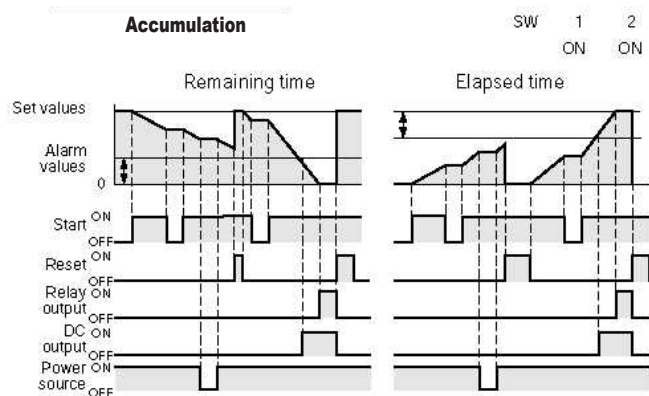 Accumulation
SW 1 2
ON ON
Remaining time
Elapsed time
Set values
Alarm
values
0
Start ON
OFF
Reset ON
OFF
Relay ON
output OFF
DC ON
output OFF
Power ON
source OFF